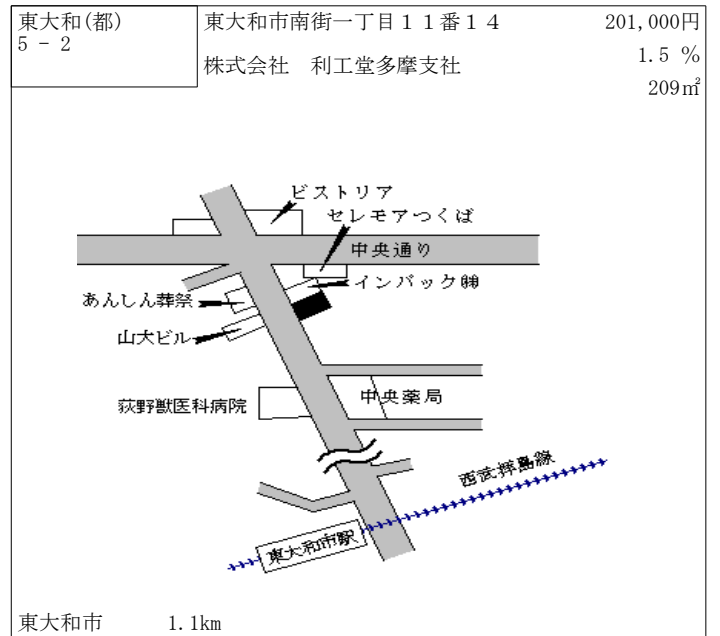 東大和(都)
5 - 2
東大和市南街一丁目11番14
株式会社 利工堂多摩支社
201,000円
1.5 %
209㎡
ビストリア
セレモアつくば
中央通り
インバック㈱
あんしん葬祭
山大ビル
荻野獣医科病院
中央薬局
西武拝島線
東大和市駅
東大和市 1.1km